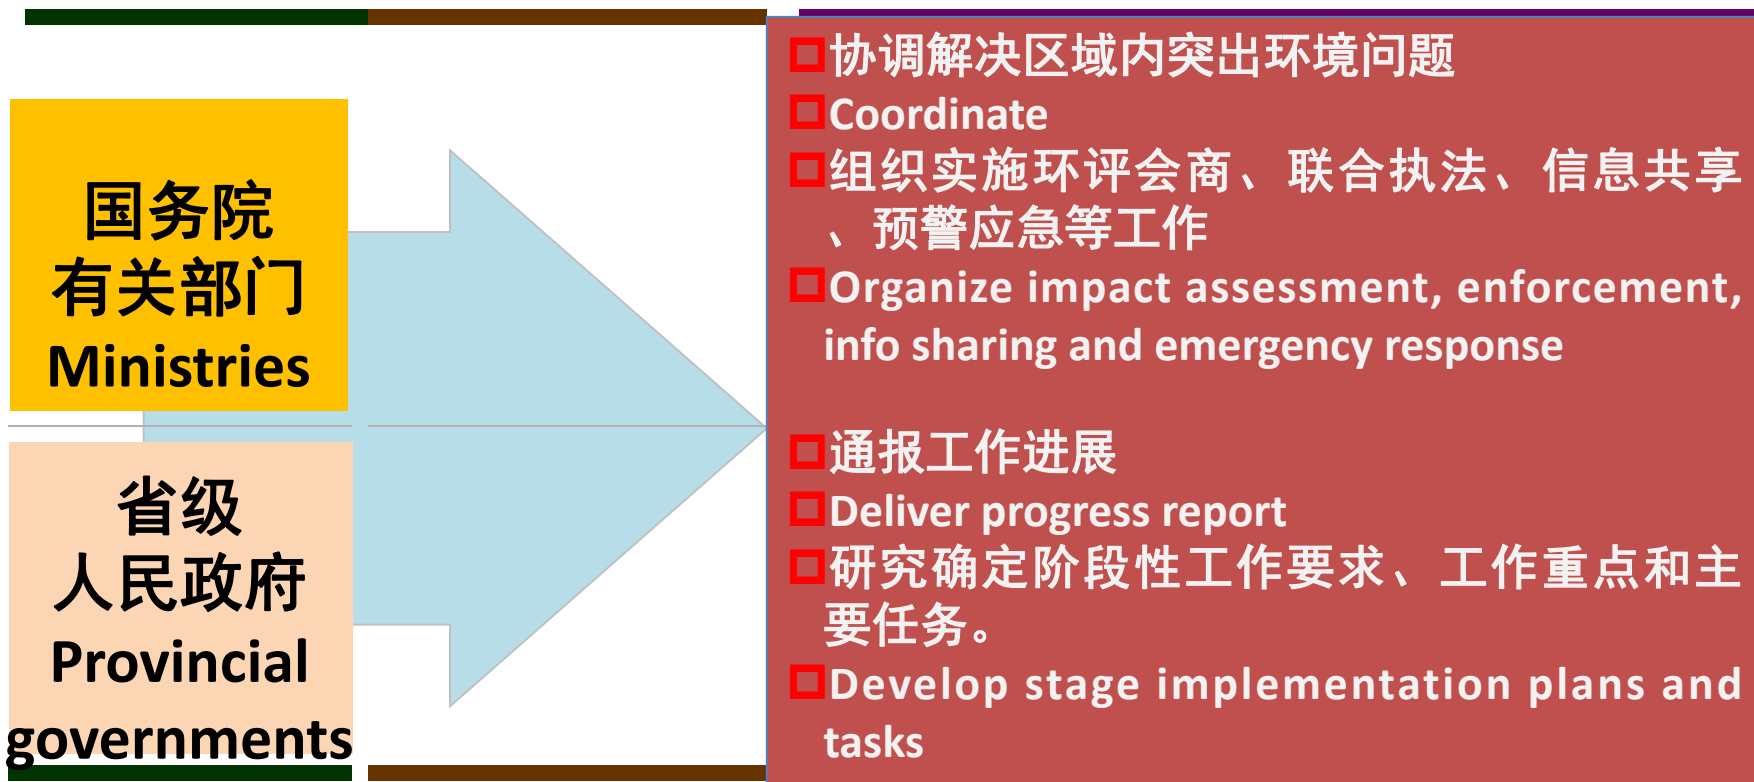 国务院
有关部门
Ministries
省级
人民政府
Provincial
governments
协调解决区域内突出环境问题
Coordinate
组织实施环评会商、联合执法、信息共享
、预警应急等工作
Organize impact assessment, enforcement,
info sharing and emergency response
通报工作进展
Deliver progress report
研究确定阶段性工作要求、工作重点和主
要任务。
Develop stage implementation plans and
tasks